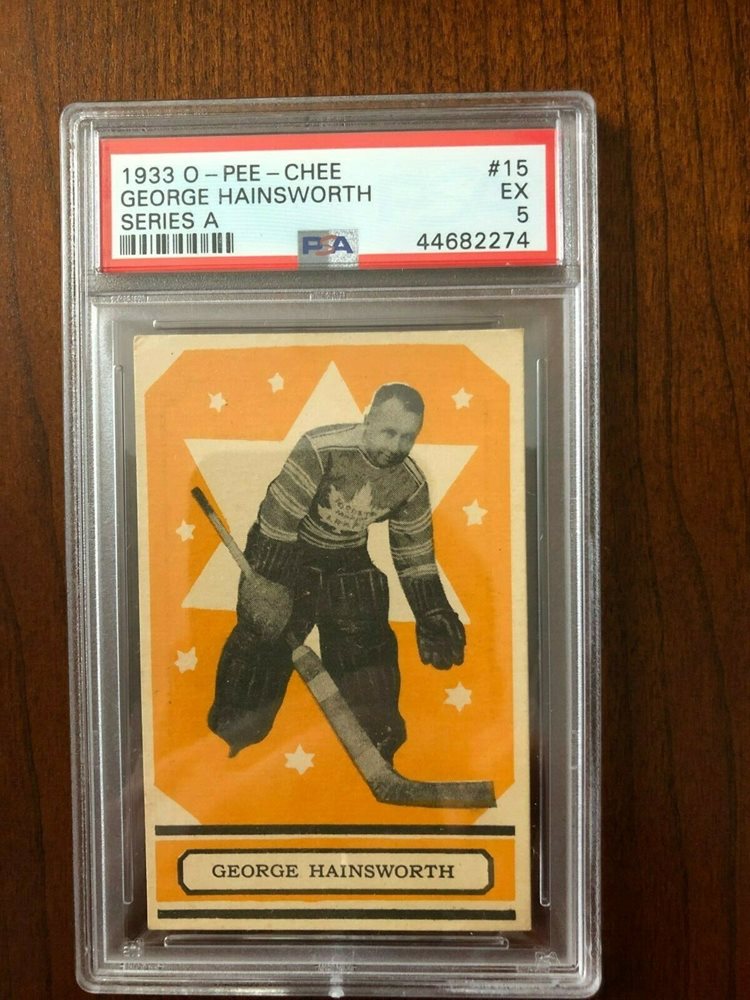 1933 O-PEE-CHEE #15
GEORGE HAINSWORTH EX
SERIES A 5
PSA 44682274
GEORGE HAINSWORTH